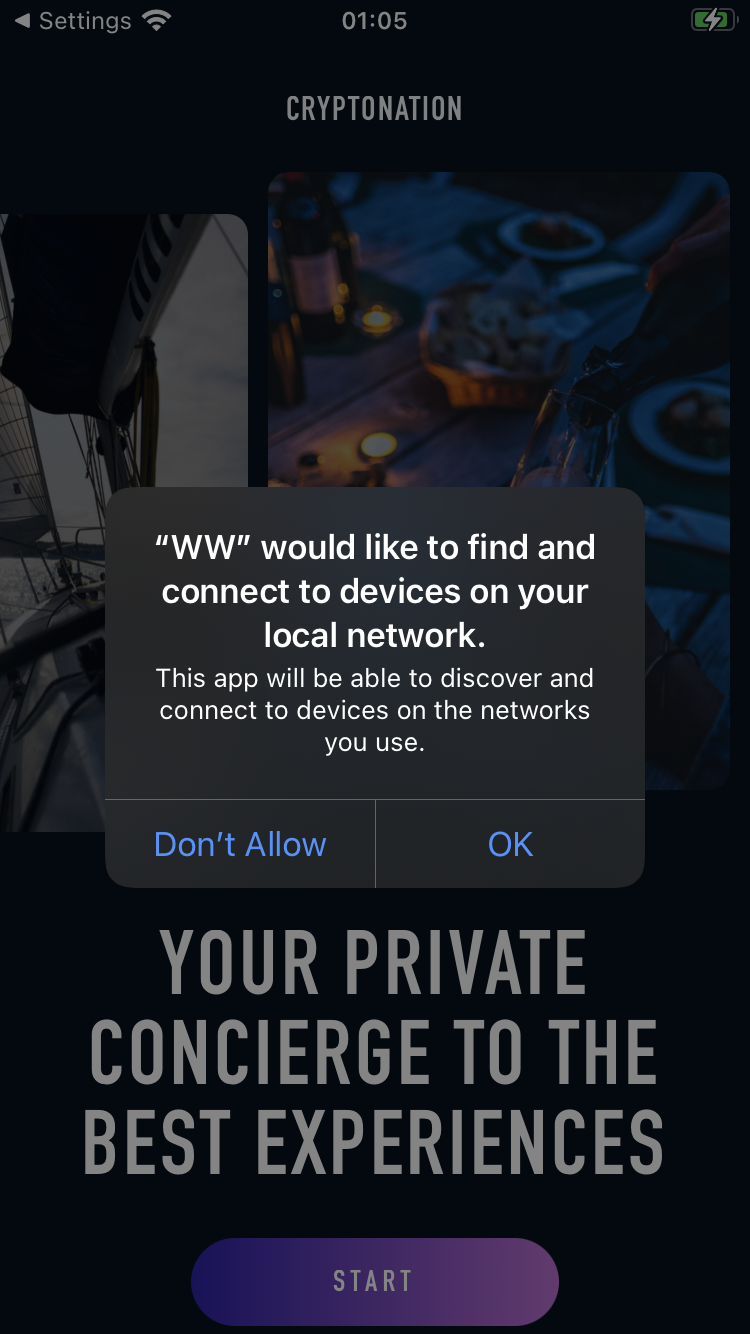 ◀ Settings
01:05
CRYPTONATION
“WW” would like to find and
connect to devices on your
local network.
This app will be able to discover and
connect to devices on the networks
you use.
Don’t Allow
OK
YOUR PRIVATE
CONCIERGE TO THE
BEST EXPERIENCES
START